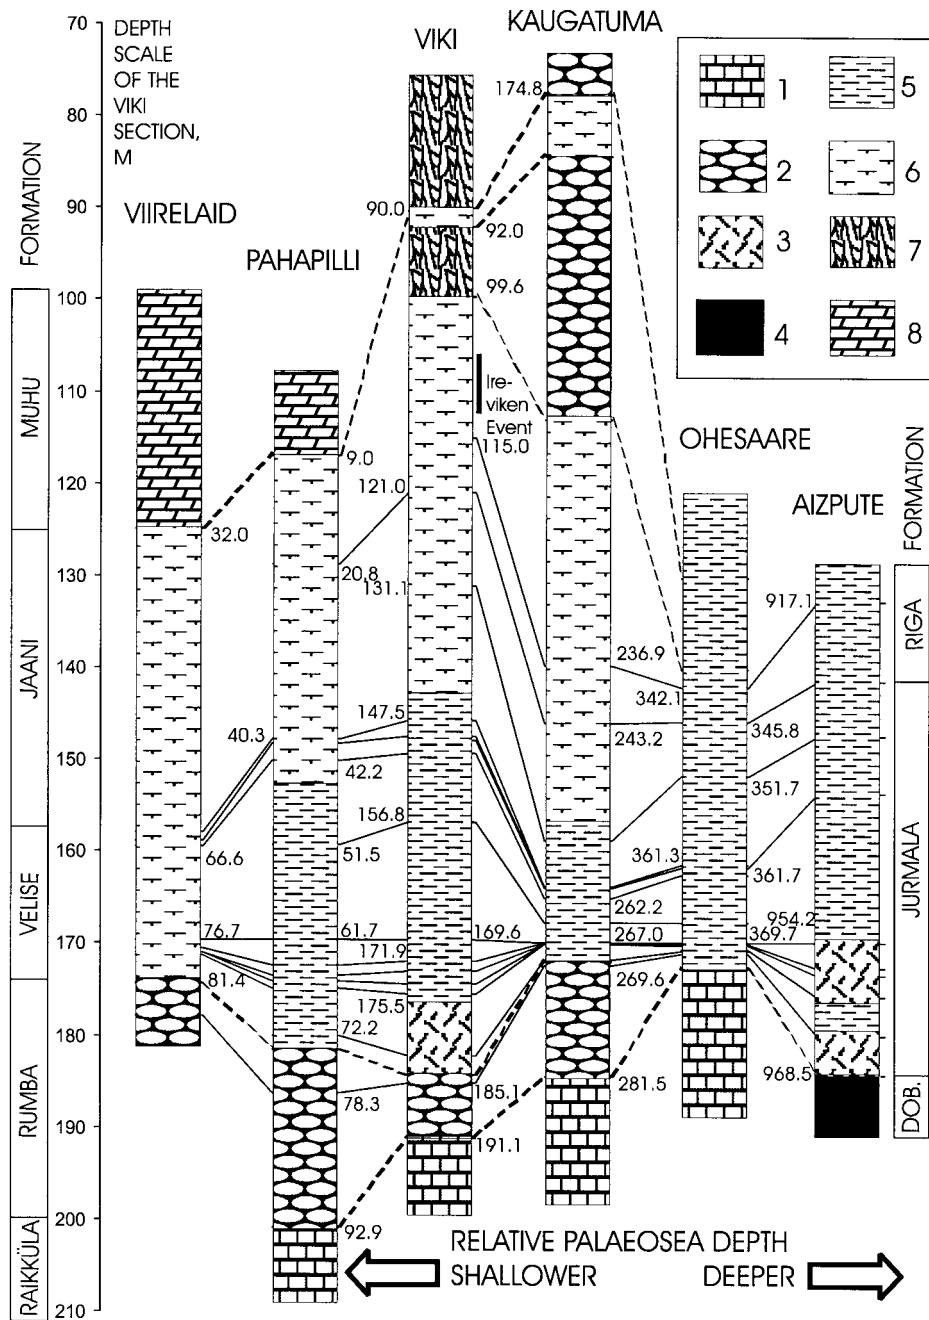 70
80
90
100
110
120
130
140
150
160
170
180
190
200
210
DEPTH
SCALE
OF THE
VIKI
SECTION,
M
FORMATION
MUHU
JAANI
VELISE
RUMBA
RAIKKÜLA
VIIRELAID
PAHAPILLI
VIKI
KAUGATUMA
OHESAARE
AIZPUTE
1
2
3
4
5
6
7
8
FORMATION
RIGA
JURMALA
DOB.
174.8
90.0
92.0
99.6
Ire-
viken
Event
115.0
9.0
121.0
32.0
20.8
131.1
917.1
236.9
342.1
40.3
147.5
243.2
345.8
42.2
351.7
156.8
66.6
51.5
361.3
361.7
262.2
954.2
76.7
61.7
169.6
267.0
369.7
171.9
81.4
269.6
175.5
72.2
968.5
78.3
185.1
281.5
191.1
92.9
RELATIVE PALAEOSEA DEPTH
SHALLOWER DEEPER